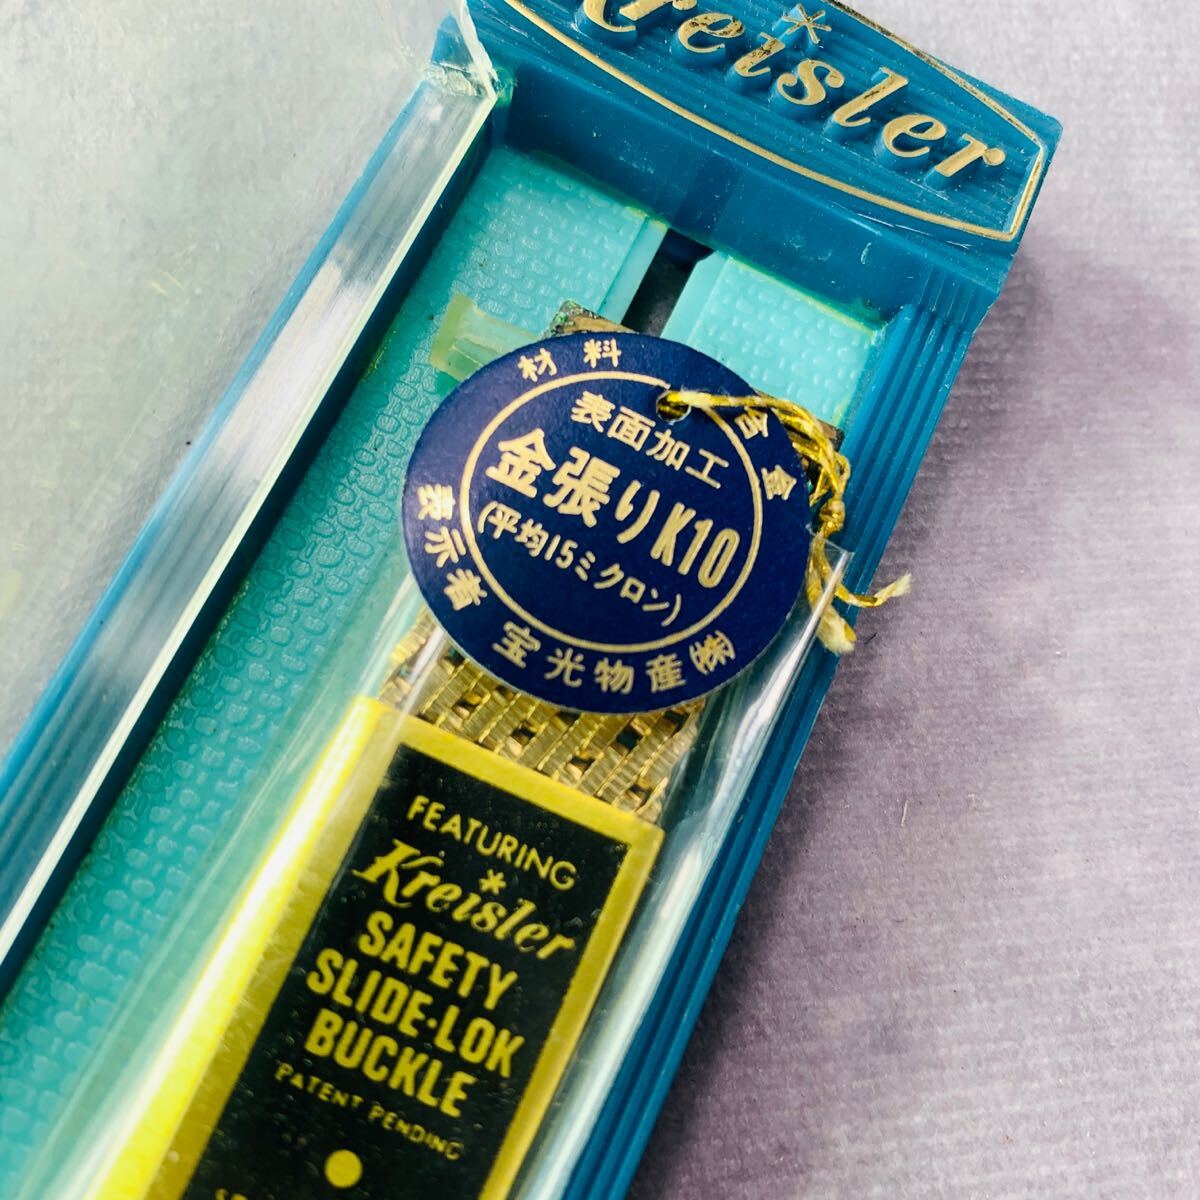 Kreisler
材料 合金
表面加工
金張りK10
(平均15ミクロン)
表示者 宝光物産㈱
FEATURING
Kreisler
SAFETY
SLIDE·LOK
BUCKLE
PATENT PENDING